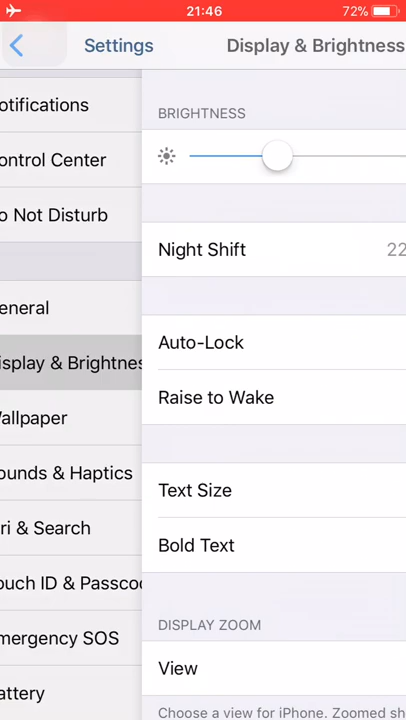 21:46
72%
Settings
Display & Brightness
otifications
ontrol Center
o Not Disturb
eneral
isplay & Brightnes
Wallpaper
ounds & Haptics
ri & Search
ouch ID & Passco
mergency SOS
attery
BRIGHTNESS
Night Shift
22
Auto-Lock
Raise to Wake
Text Size
Bold Text
DISPLAY ZOOM
View
Choose a view for iPhone. Zoomed sh